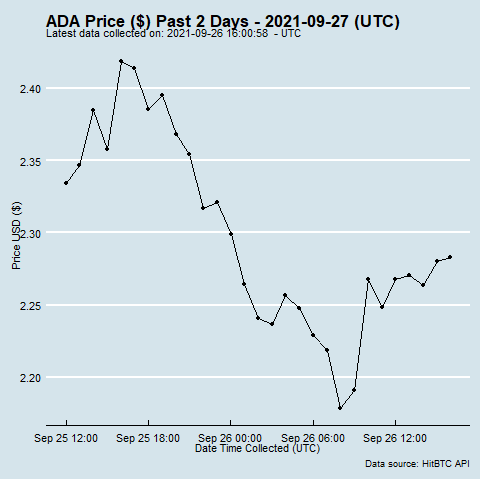 ADA Price ($) Past 2 Days - 2021-09-27 (UTC)
Latest data collected on: 2021-09-26 16:00:58 - UTC
2.40
2.35
2.30
2.25
2.20
Price USD ($)
Sep 25 12:00 Sep 25 18:00 Sep 26 00:00 Sep 26 06:00 Sep 26 12:00
Date Time Collected (UTC)
Data source: HitBTC API